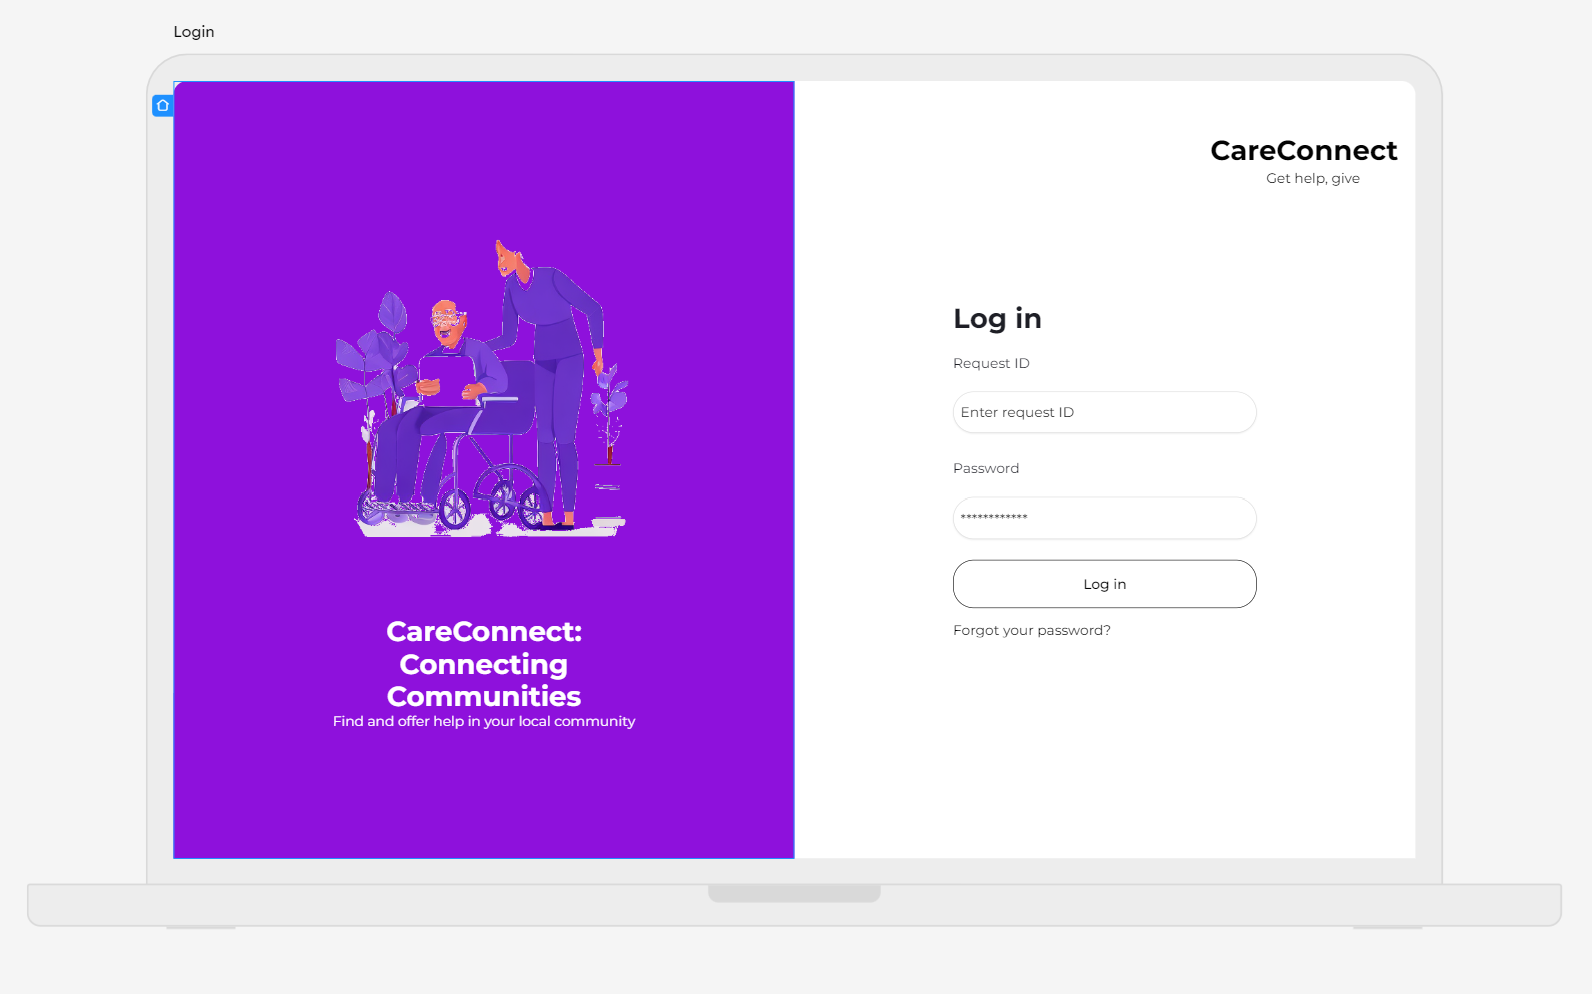 Login
CareConnect
Get help, give
Log in
Request ID
Enter request ID
Password
************
Log in
Forgot your password?
CareConnect:
Connecting
Communities
Find and offer help in your local community